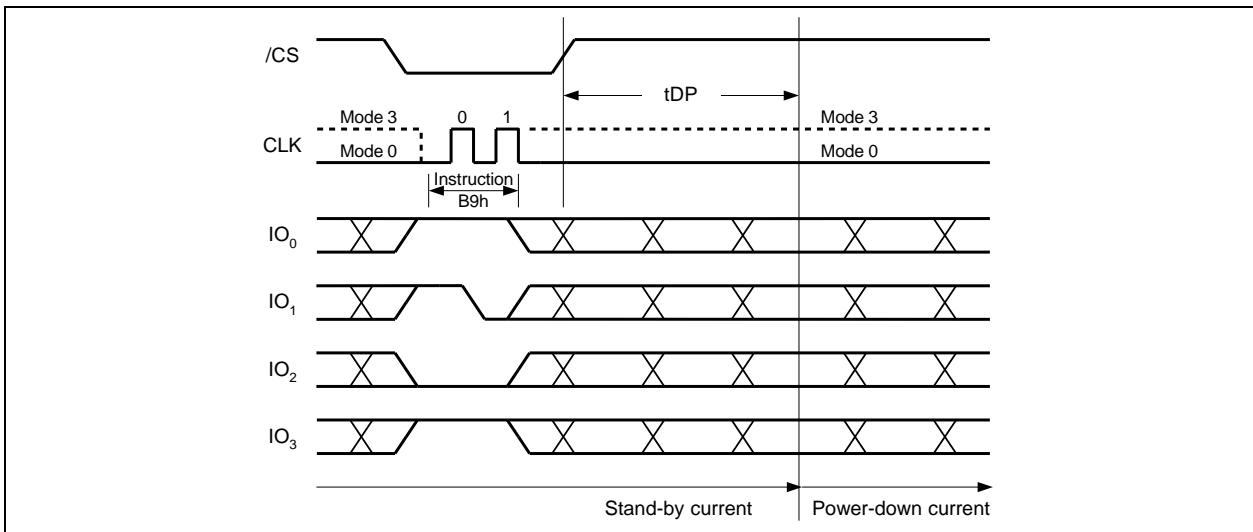 /CS
tDP
Mode 3 0 1 Mode 3
CLK
Mode 0 Mode 0
Instruction
B9h
IO0
IO1
IO2
IO3
Stand-by current Power-down current